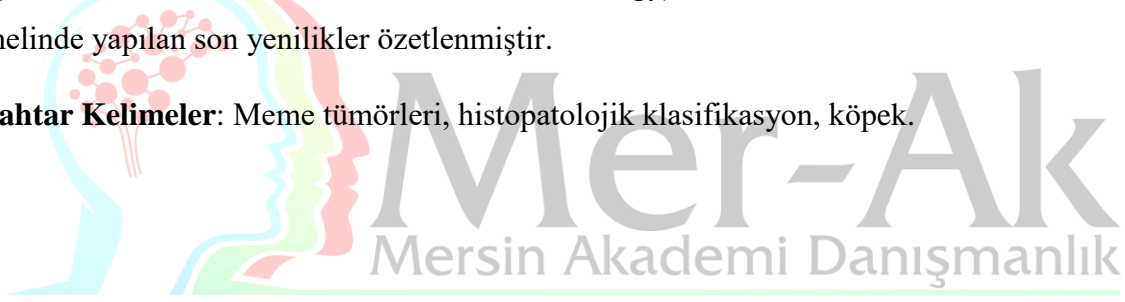 nelinde yapılan son yenilikler özetlenmiştir.
ahtar Kelimeler: Meme tümörleri, histopatolojik klasifikasyon, köpek.
Mer-Ak
Mersin Akademi Danışmanlık